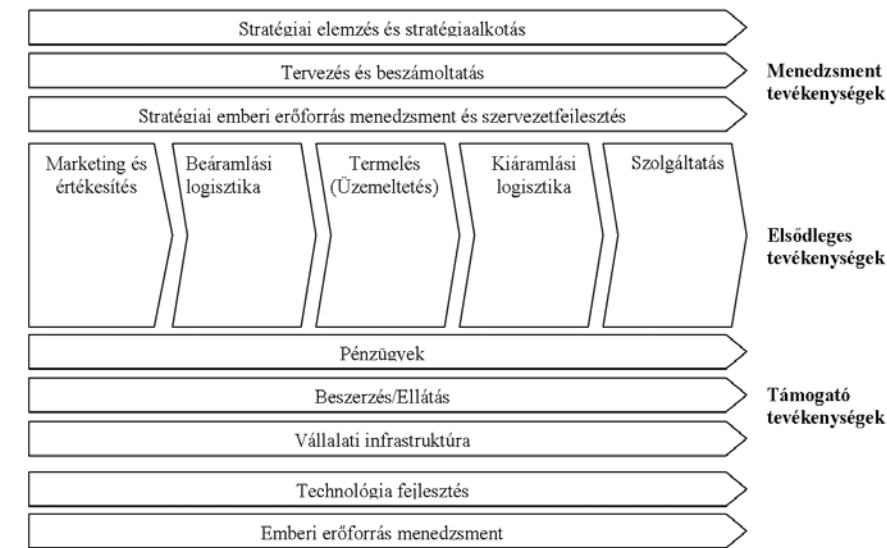 Stratégiai elemzés és stratégiaalkotás
Tervezés és beszámoltatás
Stratégiai emberi erőforrás menedzsment és szervezetfejlesztés
Menedzsment
tevékenységek
Marketing és
értékesítés
Beáramlási
logisztika
Termelés
(Üzemeltetés)
Kiáramlási
logisztika
Szolgáltatás
Elsődleges
tevékenységek
Pénzügyek
Beszerzés/Ellátás
Vállalati infrastruktúra
Technológia fejlesztés
Emberi erőforrás menedzsment
Támogató
tevékenységek